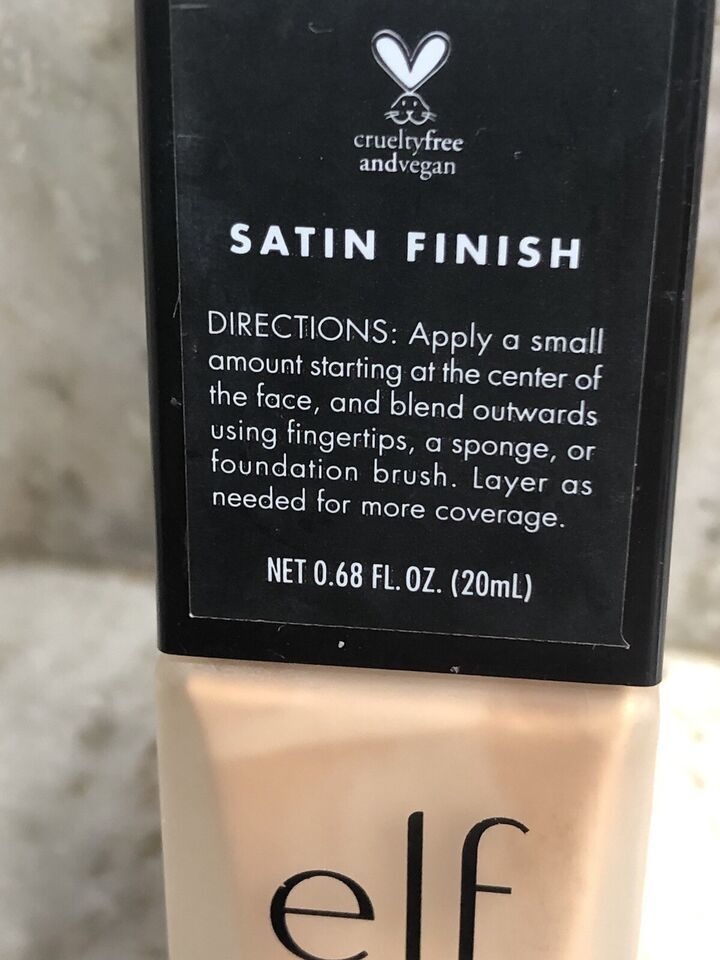 crueltyfree
andvegan
SATIN FINISH
DIRECTIONS: Apply a small
amount starting at the center of
the face, and blend outwards
using fingertips, a sponge, or
foundation brush. Layer as
needed for more coverage.
NET 0.68 FL. OZ. (20mL)
elf